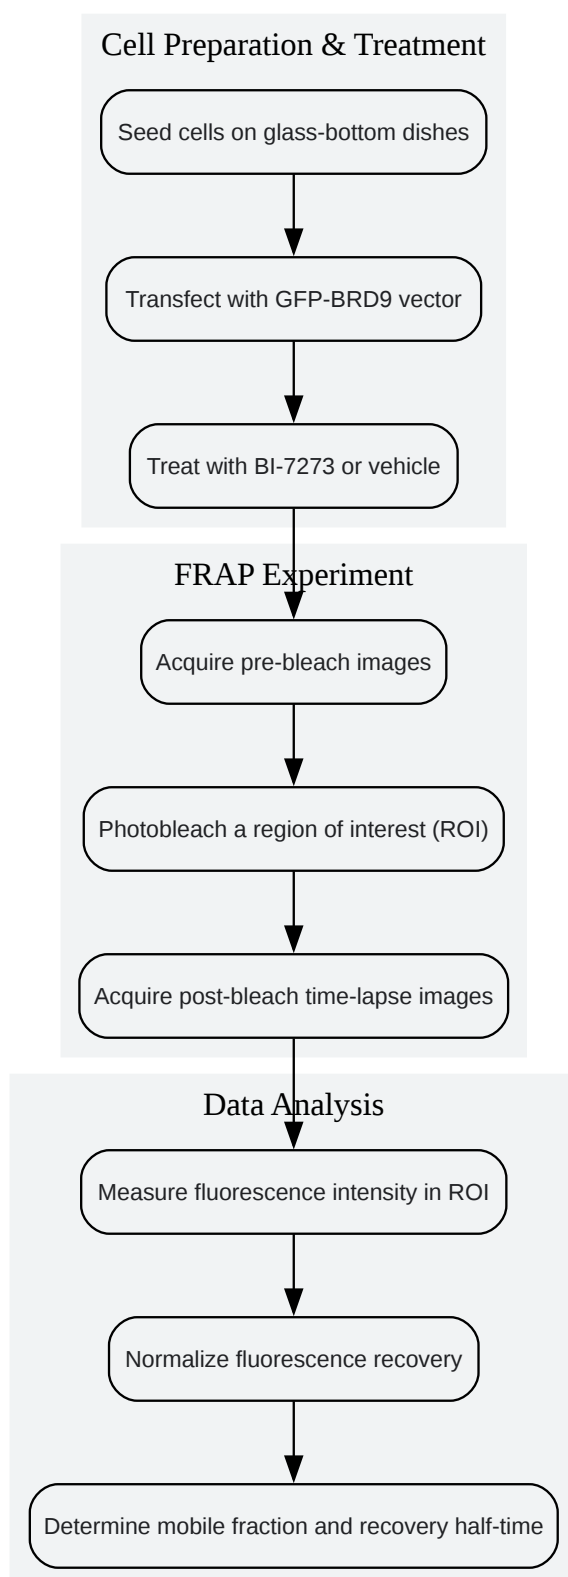 Cell Preparation & Treatment
Seed cells on glass-bottom dishes
Transfect with GFP-BRD9 vector
Treat with BI-7273 or vehicle
FRAP Experiment
Acquire pre-bleach images
Photobleach a region of interest (ROI)
Acquire post-bleach time-lapse images
Data Analysis
Measure fluorescence intensity in ROI
Normalize fluorescence recovery
Determine mobile fraction and recovery half-time